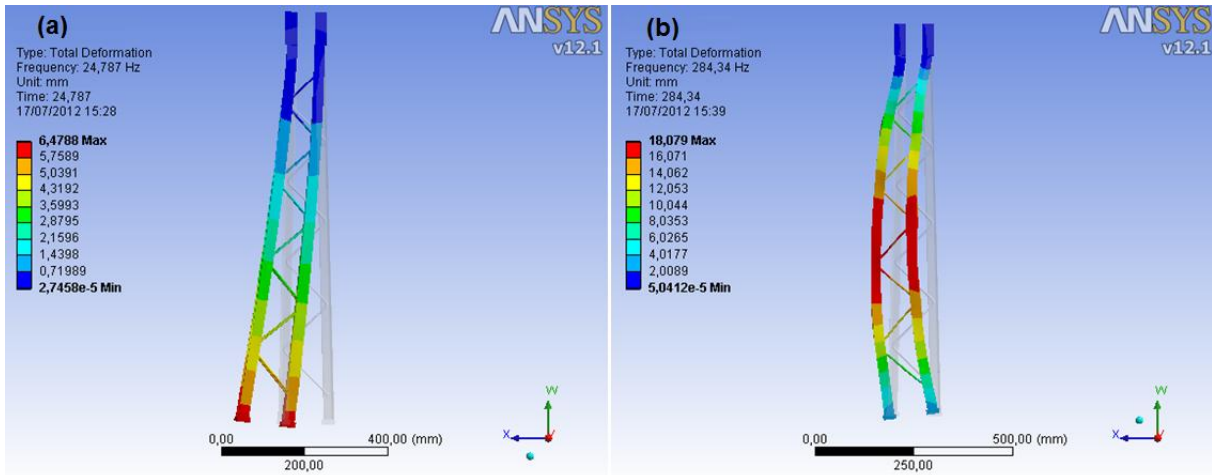 (a)
ANSYS
v12.1
Type: Total Deformation
Frequency: 24,787 Hz
Unit: mm
Time: 24,787
17/07/2012 15:28
6,4788 Max
5,7589
5,0391
4,3192
3,5993
2,8795
2,1596
1,4398
0,71989
2,7458e-5 Min
0,00
400,00 (mm)
200,00
X
W
Y
(b)
ANSYS
v12.1
Type: Total Deformation
Frequency: 284,34 Hz
Unit: mm
Time: 284,34
17/07/2012 15:39
18,079 Max
16,071
14,062
12,053
10,044
8,0353
6,0265
4,0177
2,0089
5,0412e-5 Min
0,00
500,00 (mm)
250,00
X
W
Y